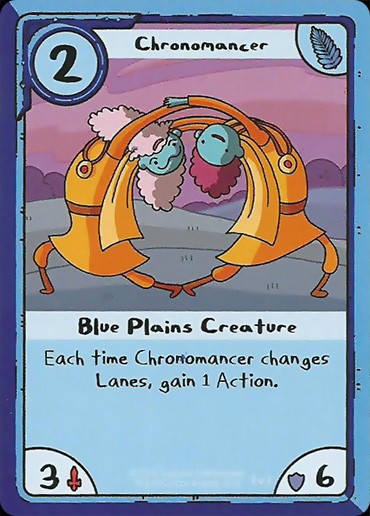 2
Chronomancer
Blue Plains Creature
Each time Chronomancer changes
Lanes, gain 1 Action.
3
6